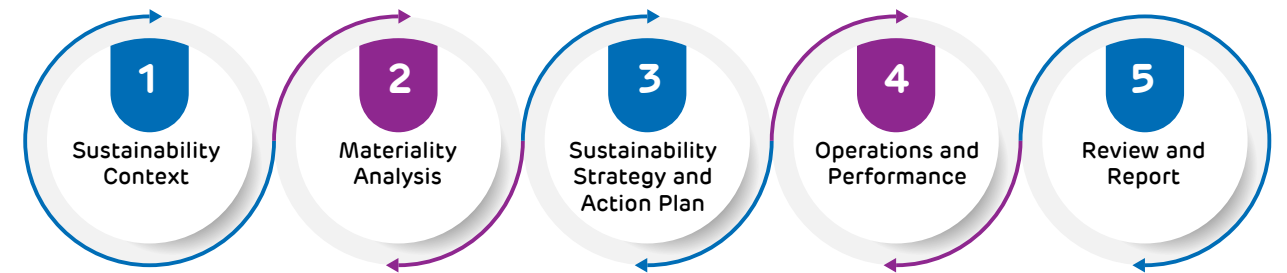 1
Sustainability
Context
2
Materiality
Analysis
3
Sustainability
Strategy and
Action Plan
4
Operations and
Performance
5
Review and
Report